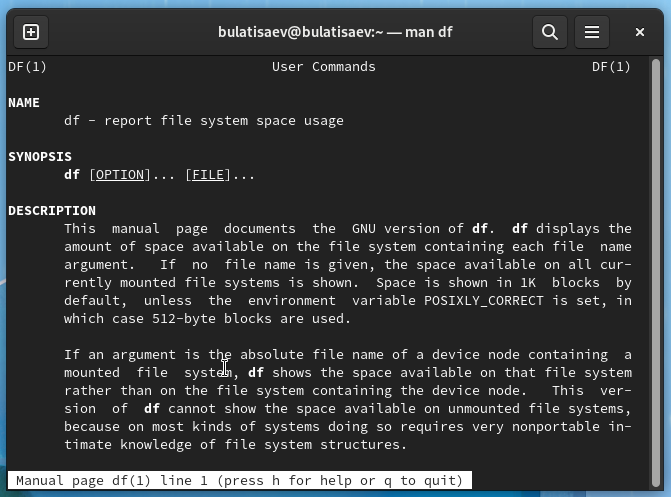 bulatisaev@bulatisaev:~ — man df
DF(1) User Commands DF(1)
NAME
df - report file system space usage
SYNOPSIS
df [OPTION]... [FILE]...
DESCRIPTION
This manual page documents the GNU version of df. df displays the
amount of space available on the file system containing each file name
argument. If no file name is given, the space available on all cur-
rently mounted file systems is shown. Space is shown in 1K blocks by
default, unless the environment variable POSIXLY_CORRECT is set, in
which case 512-byte blocks are used.
If an argument is the absolute file name of a device node containing a
mounted file system, df shows the space available on that file system
rather than on the file system containing the device node. This ver-
sion of df cannot show the space available on unmounted file systems,
because on most kinds of systems doing so requires very nonportable in-
timate knowledge of file system structures.
Manual page df(1) line 1 (press h for help or q to quit)